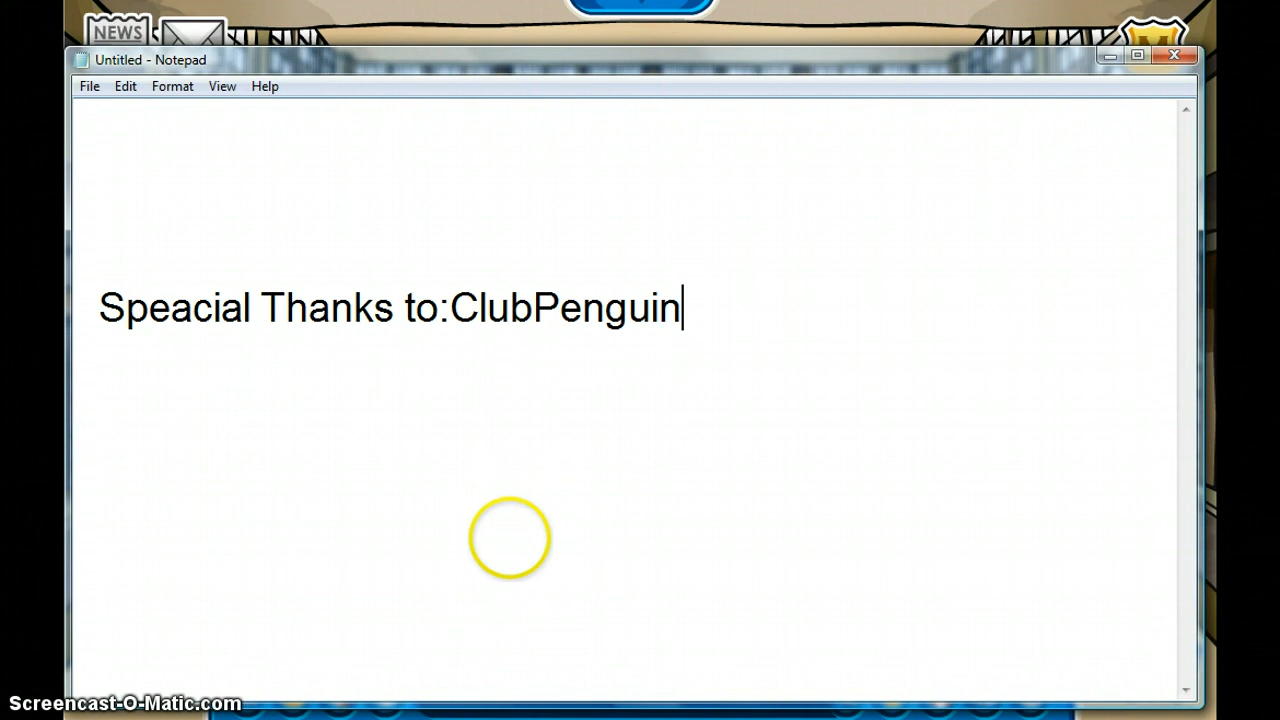 NEWS
Untitled - Notepad
File Edit Format View Help
Speacial Thanks to:ClubPenguin
Screencast-O-Matic.com